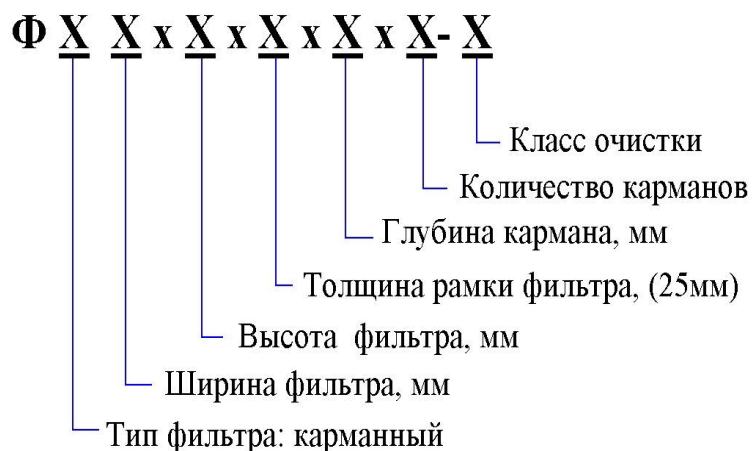 Ф Х Х х Х х Х х Х х Х- Х
Класс очистки
Количество карманов
Глубина кармана, мм
Толщина рамки фильтра, (25мм)
Высота фильтра, мм
Ширина фильтра, мм
Тип фильтра: карманный